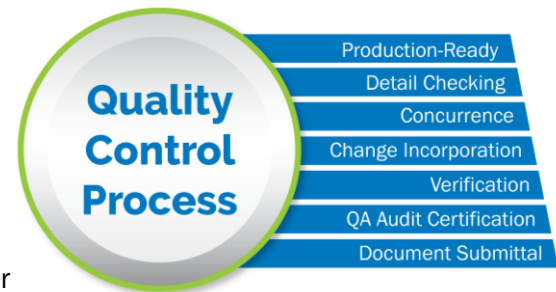 Quality
Control
Process
Production-Ready
Detail Checking
Concurrence
Change Incorporation
Verification
QA Audit Certification
Document Submittal
r